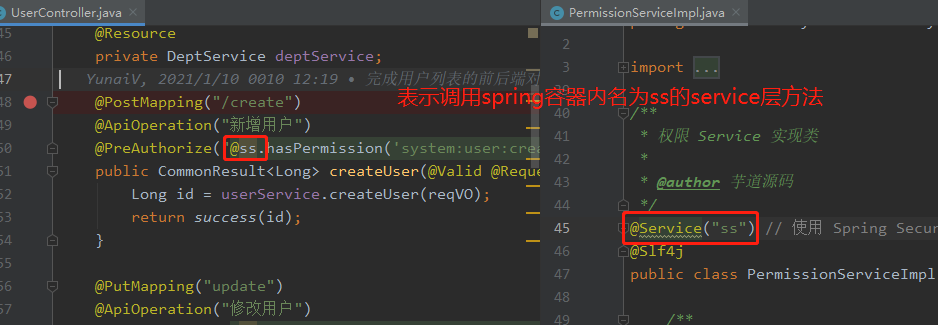 UserController.java
45 @Resource
46 private DeptService deptService;
47 YunaiV, 2021/1/10 0010 12:19 • 完成用户列表的前后端对
48 @PostMapping("/create")
49 @ApiOperation("新增用户")
50 @PreAuthorize("@ss.hasPermission('system:user:crea
51 public CommonResult<Long> createUser(@Valid @Reque
52 Long id = userService.createUser(reqVO);
53 return success(id);
54 }
55
56 @PutMapping("update")
57 @ApiOperation("修改用户")
表示调用spring容器内名为ss的service层方法
PermissionServiceImpl.java
2
3 import ...
40
41 /**
41 * 权限 Service 实现类
42 *
43 * @author 芋道源码
44 */
45 @Service("ss") // 使用 Spring Secur
46 @Slf4j
47 public class PermissionServiceImpl
48
49 /**